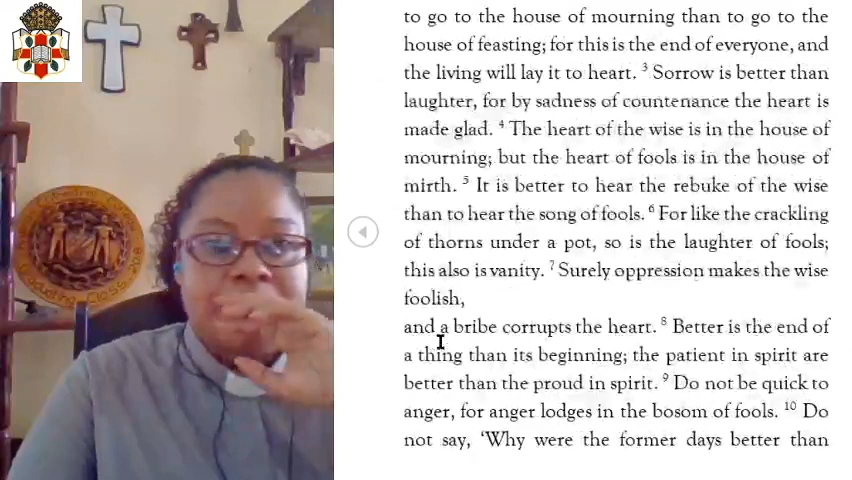 to go to the house of mourning than to go to the
house of feasting; for this is the end of everyone, and
the living will lay it to heart. ³ Sorrow is better than
laughter, for by sadness of countenance the heart is
made glad. ⁴ The heart of the wise is in the house of
mourning; but the heart of fools is in the house of
mirth. ⁵ It is better to hear the rebuke of the wise
than to hear the song of fools. ⁶ For like the crackling
of thorns under a pot, so is the laughter of fools;
this also is vanity. ⁷ Surely oppression makes the wise
foolish,
and a bribe corrupts the heart. ⁸ Better is the end of
a thing than its beginning; the patient in spirit are
better than the proud in spirit. ⁹ Do not be quick to
anger, for anger lodges in the bosom of fools. ¹⁰ Do
not say, ‘Why were the former days better than